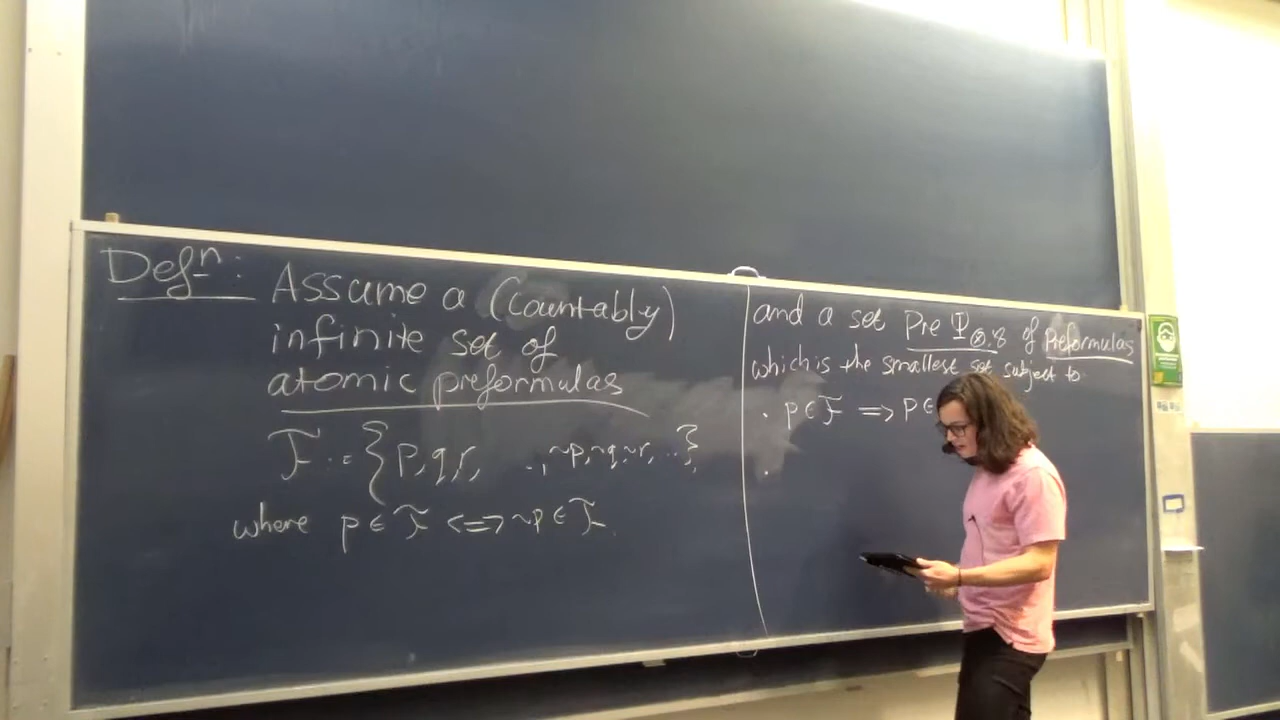 Defⁿ: Assume a (countably)
infinite set of
atomic preformulas
ℱ := {p, q, r, ..., ~p, ~q, ~r, ...}
where p ∈ ℱ <=> ~p ∈ ℱ.
and a set Pre Ψ⊗,⅋ of preformulas
which is the smallest set subject to
· p ∈ ℱ => p ∈
·